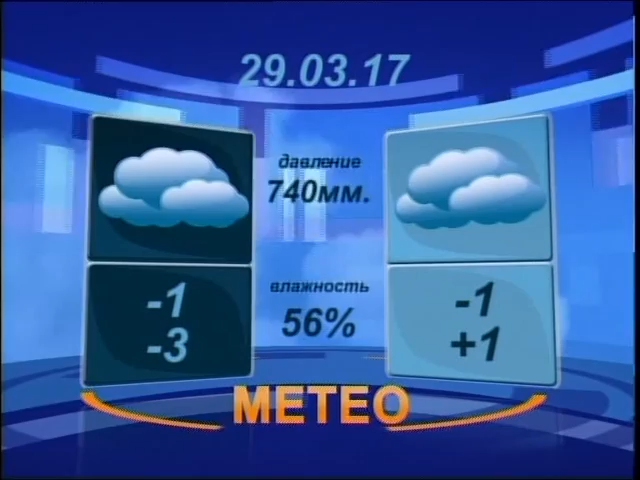 29.03.17
давление
740мм.
-1
-3
влажность
56%
-1
+1
МЕТЕО